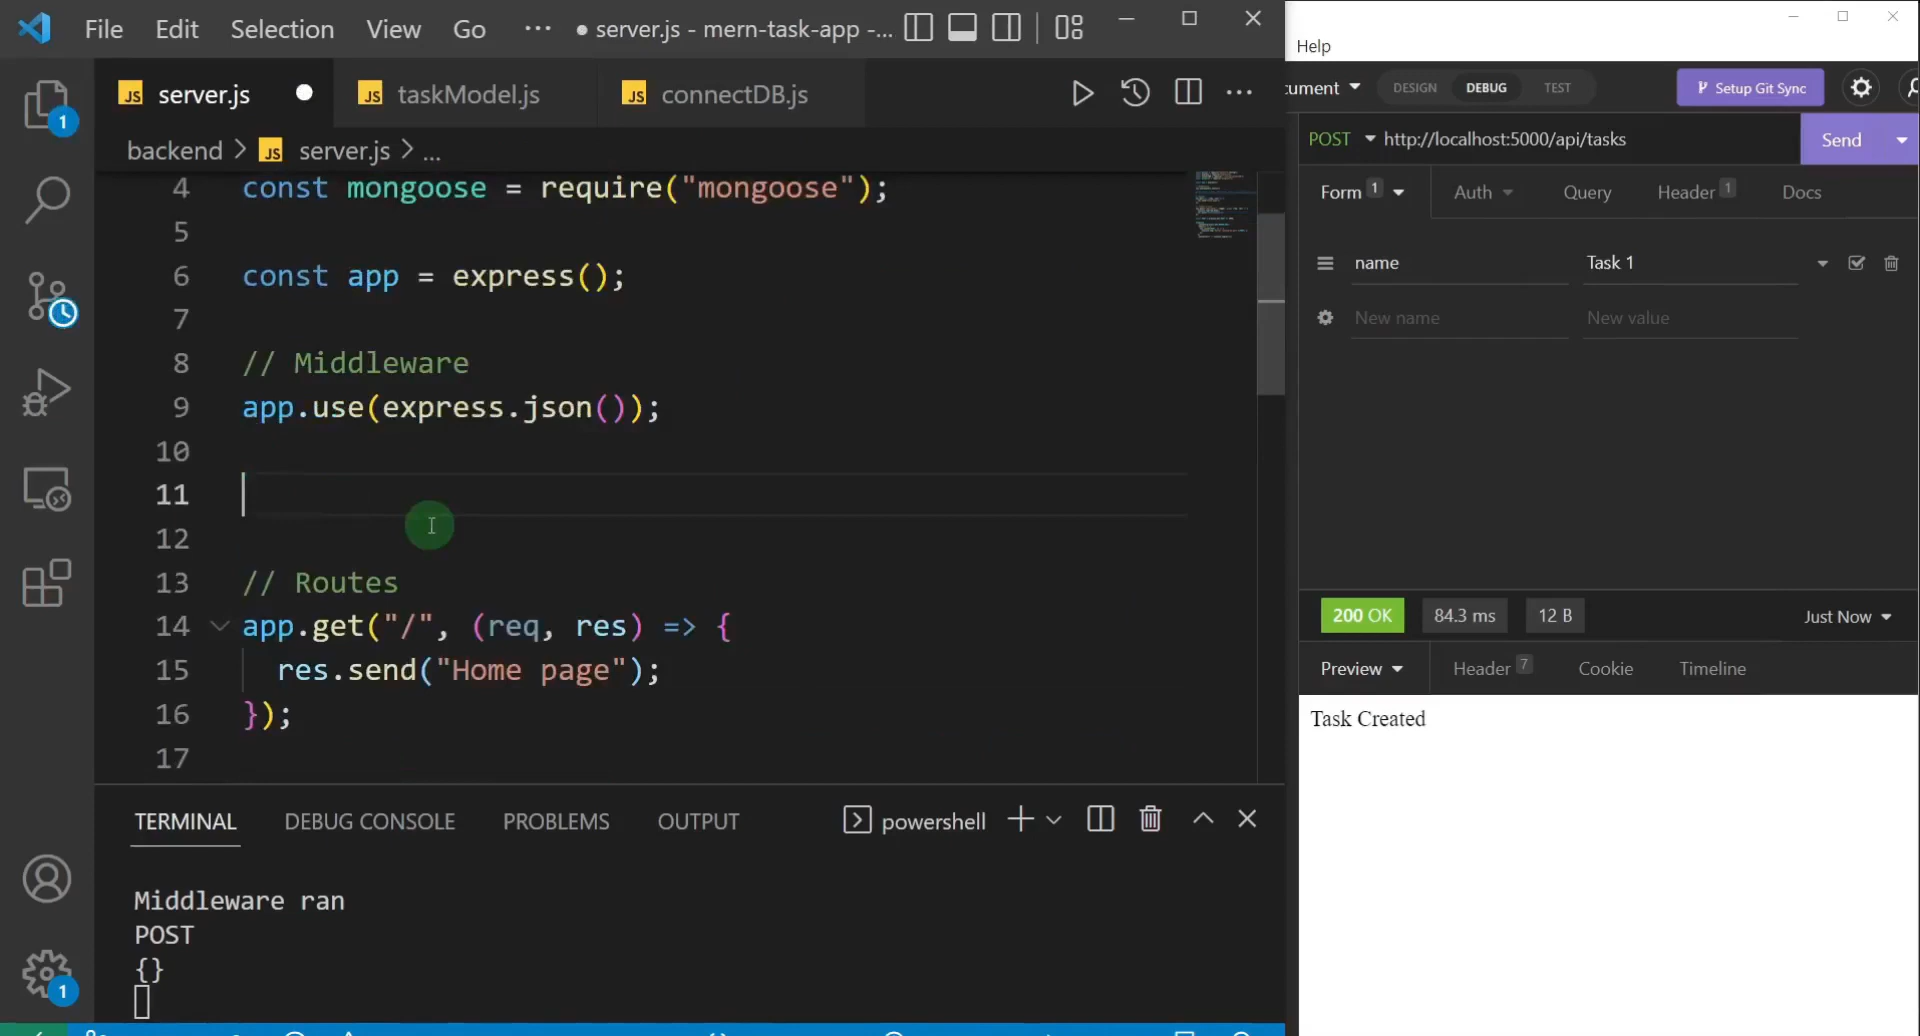 File Edit Selection View Go ··· ● server.js - mern-task-app -...
server.js
taskModel.js
connectDB.js
backend > server.js > ...
4 const mongoose = require("mongoose");
5
6 const app = express();
7
8 // Middleware
9 app.use(express.json());
10
11
12
13 // Routes
14 app.get("/", (req, res) => {
15 res.send("Home page");
16 });
17
TERMINAL DEBUG CONSOLE PROBLEMS OUTPUT
powershell
Middleware ran
POST
{}
1
1
Help
cument DESIGN DEBUG TEST Setup Git Sync
POST http://localhost:5000/api/tasks Send
Form 1 Auth Query Header 1 Docs
name Task 1
New name New value
200 OK 84.3 ms 12 B Just Now
Preview Header 7 Cookie Timeline
Task Created